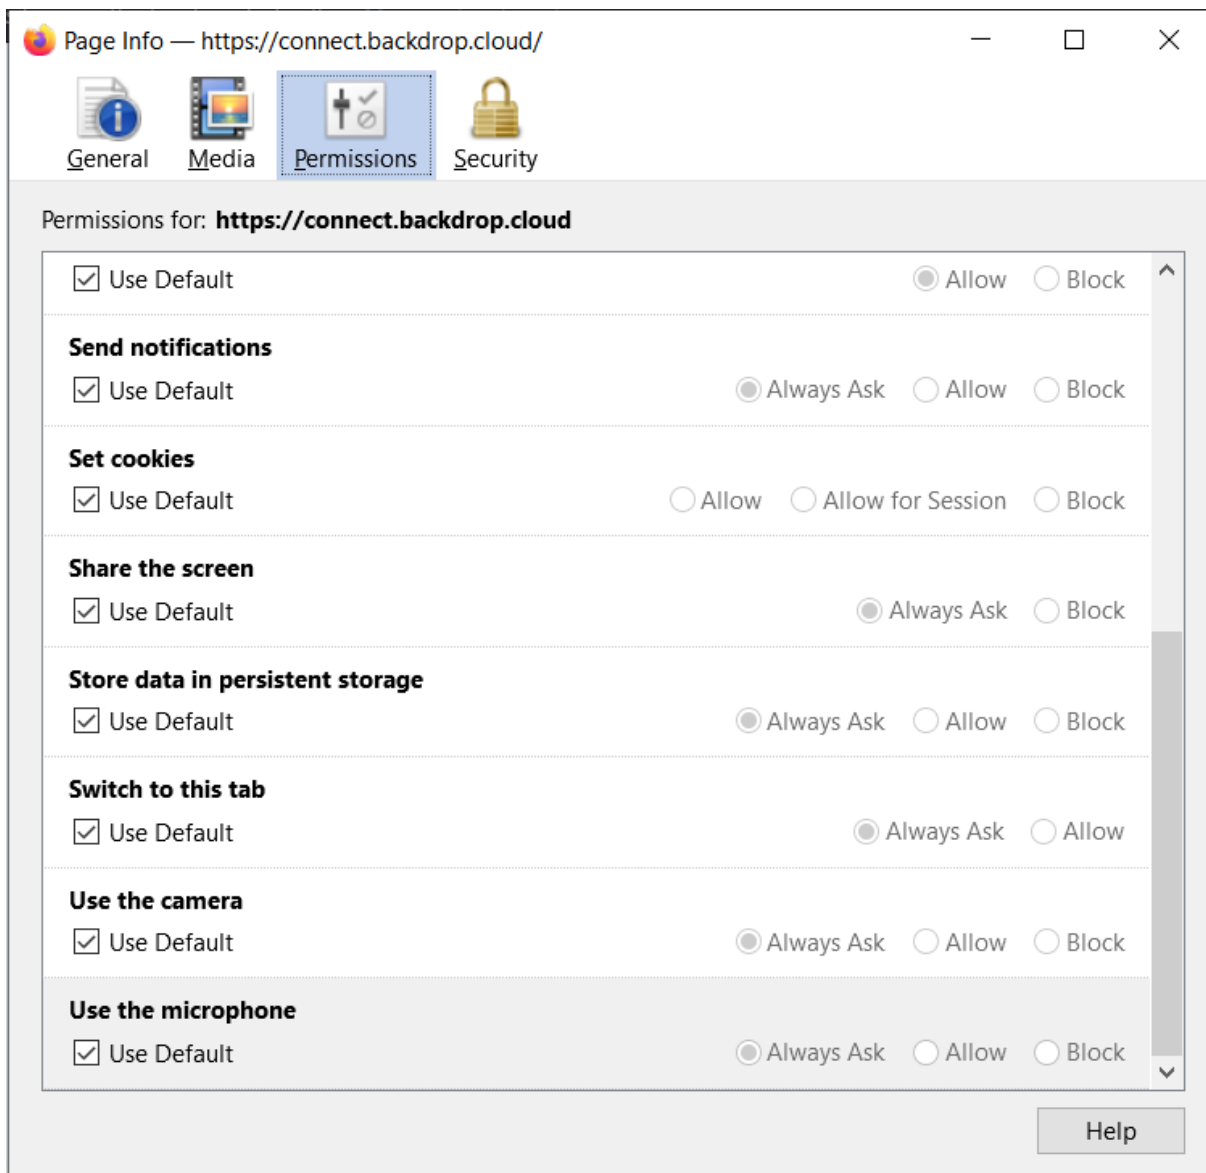 Page Info — https://connect.backdrop.cloud/
General Media Permissions Security
Permissions for: https://connect.backdrop.cloud
Use Default Allow Block
Send notifications
Use Default Always Ask Allow Block
Set cookies
Use Default Allow Allow for Session Block
Share the screen
Use Default Always Ask Block
Store data in persistent storage
Use Default Always Ask Allow Block
Switch to this tab
Use Default Always Ask Allow
Use the camera
Use Default Always Ask Allow Block
Use the microphone
Use Default Always Ask Allow Block
Help